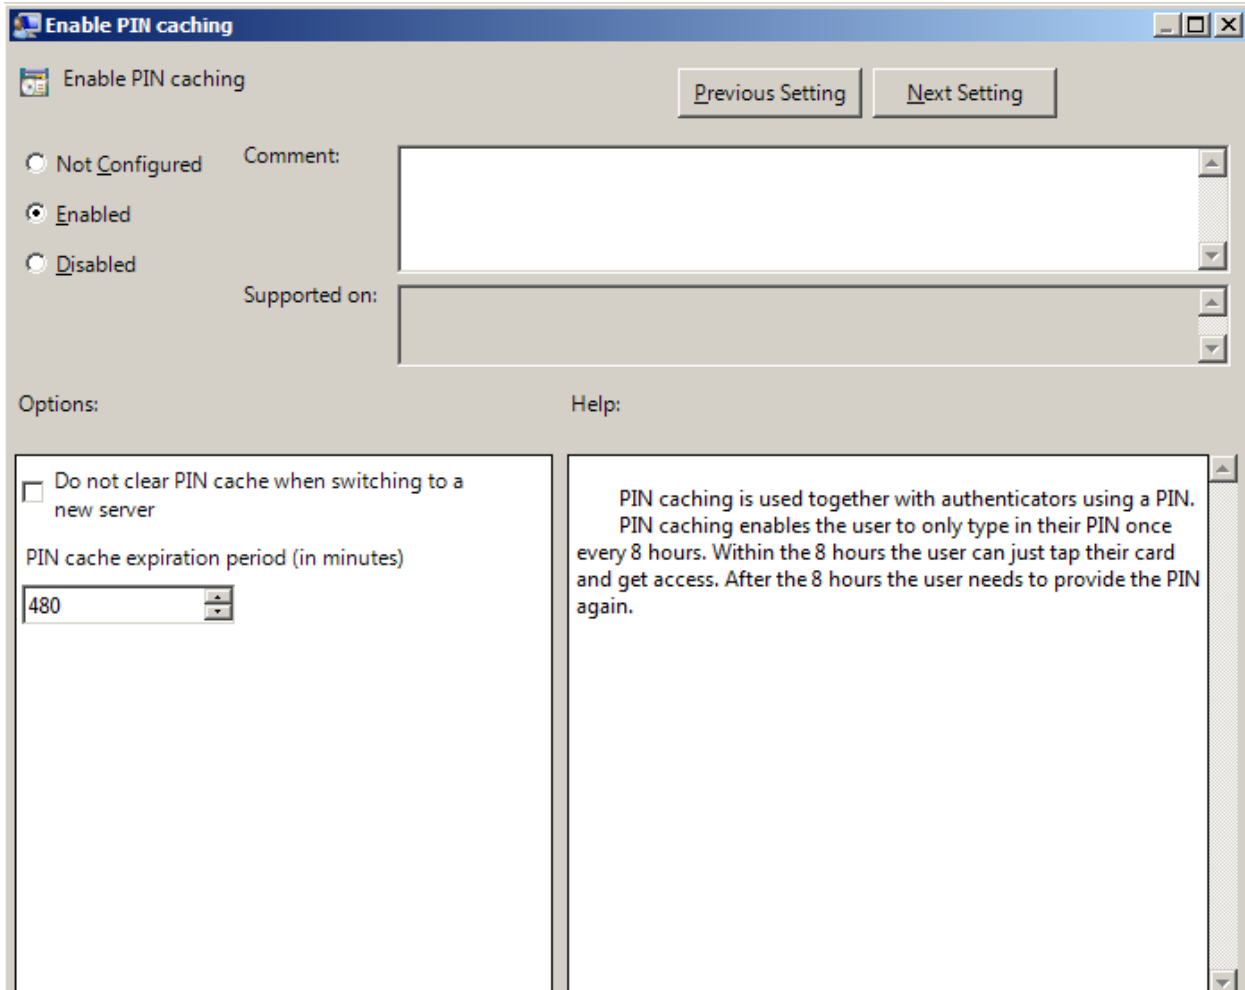 Enable PIN caching
Enable PIN caching
Previous Setting
Next Setting
Not Configured
Comment:
Enabled
Disabled
Supported on:
Options:
Help:
Do not clear PIN cache when switching to a
new server
PIN cache expiration period (in minutes)
480
PIN caching is used together with authenticators using a PIN.
PIN caching enables the user to only type in their PIN once
every 8 hours. Within the 8 hours the user can just tap their card
and get access. After the 8 hours the user needs to provide the PIN
again.